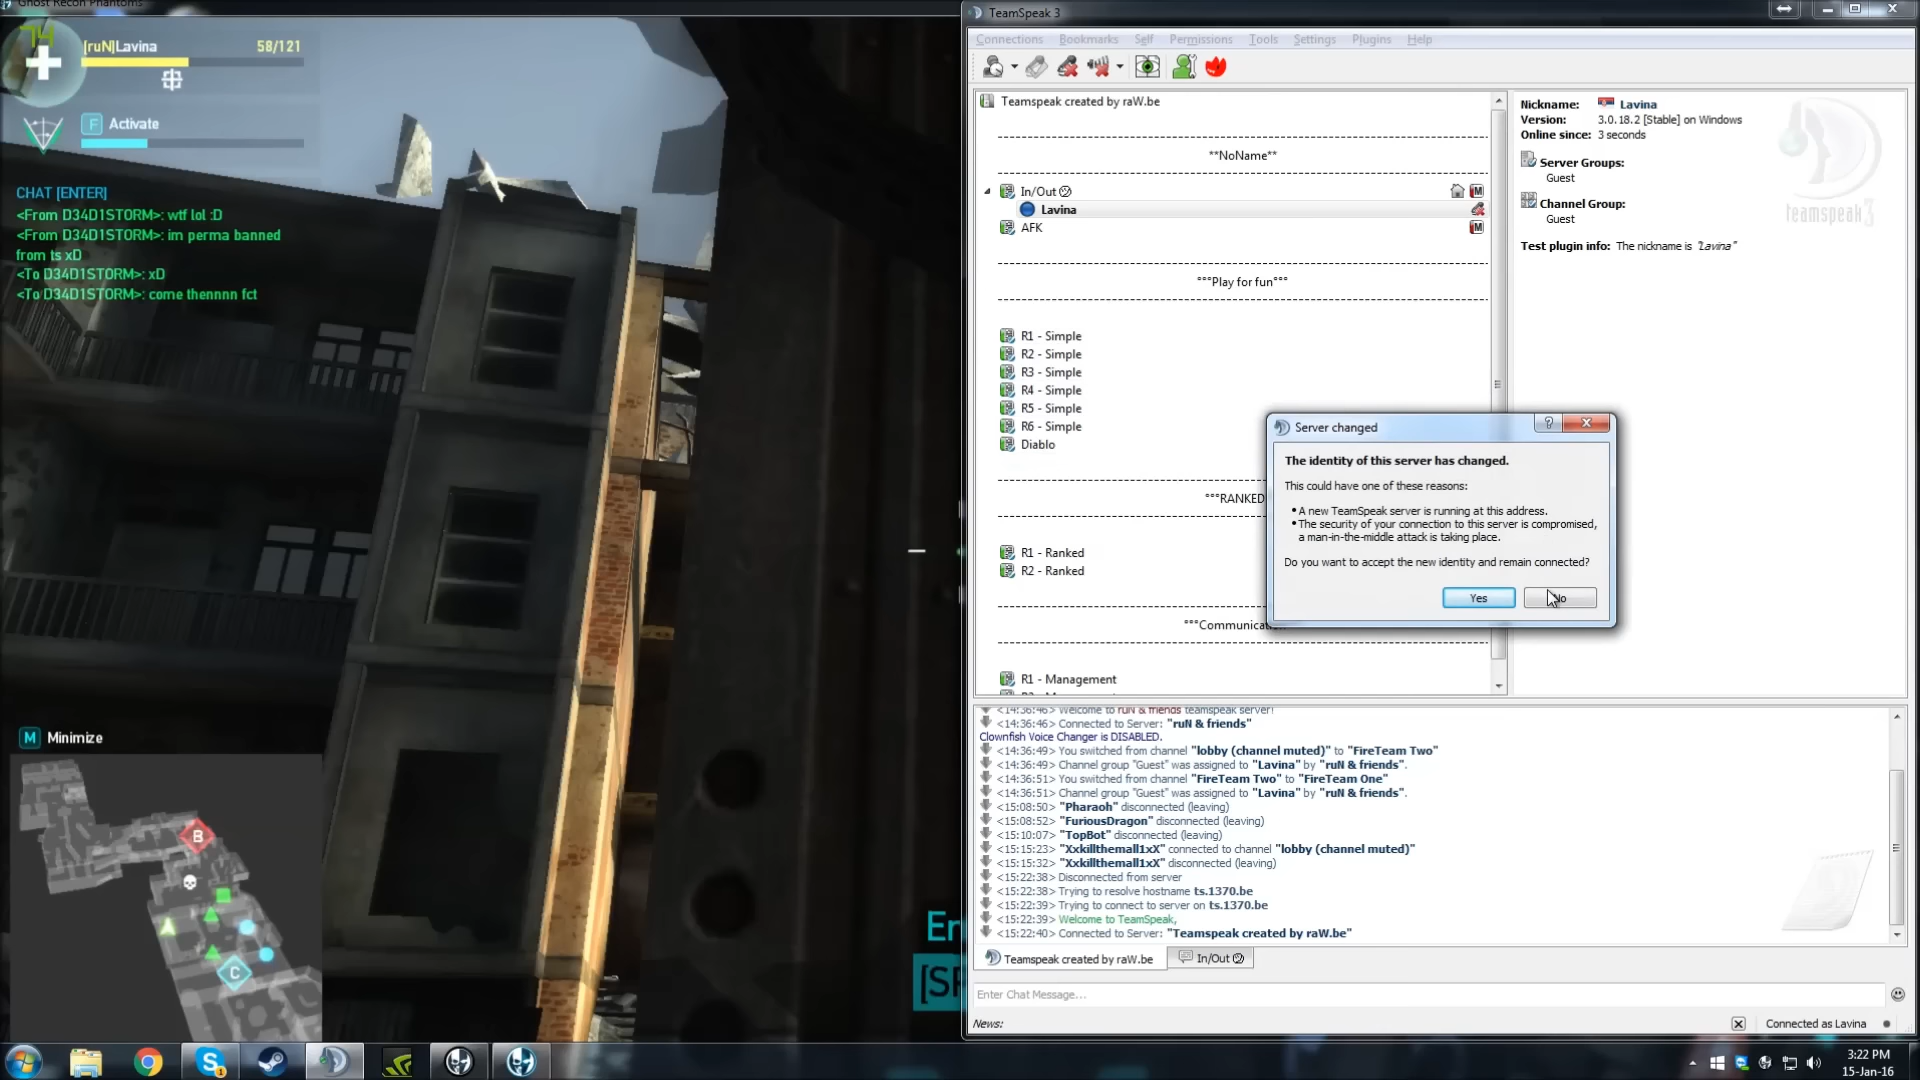 Ghost Recon Phantoms
74
[ruN]Lavina
58/121
F Activate
CHAT [ENTER]
<From D34D1STORM>: wtf lol :D
<From D34D1STORM>: im perma banned
from ts xD
<To D34D1STORM>: xD
<To D34D1STORM>: come thennnn fct
M Minimize
B
C
TeamSpeak 3
Connections Bookmarks Self Permissions Tools Settings Plugins Help
Teamspeak created by raW.be
**NoName**
In/Out
M
Lavina
AFK
M
***Play for fun***
R1 - Simple
R2 - Simple
R3 - Simple
R4 - Simple
R5 - Simple
R6 - Simple
Diablo
***RANKED
R1 - Ranked
R2 - Ranked
***Communicatio
R1 - Management
Nickname: Lavina
Version: 3.0.18.2 [Stable] on Windows
Online since: 3 seconds
Server Groups:
Guest
Channel Group:
Guest
Test plugin info: The nickname is "Lavina"
teamspeak3
Server changed
The identity of this server has changed.
This could have one of these reasons:
• A new TeamSpeak server is running at this address.
• The security of your connection to this server is compromised,
a man-in-the-middle attack is taking place.
Do you want to accept the new identity and remain connected?
Yes
No
<14:36:46> Welcome to ruN & friends teamspeak server!
<14:36:46> Connected to Server: "ruN & friends"
Clownfish Voice Changer is DISABLED.
<14:36:49> You switched from channel "lobby (channel muted)" to "FireTeam Two"
<14:36:49> Channel group "Guest" was assigned to "Lavina" by "ruN & friends".
<14:36:51> You switched from channel "FireTeam Two" to "FireTeam One"
<14:36:51> Channel group "Guest" was assigned to "Lavina" by "ruN & friends".
<15:08:50> "Pharaoh" disconnected (leaving)
<15:08:52> "FuriousDragon" disconnected (leaving)
<15:10:07> "TopBot" disconnected (leaving)
<15:15:23> "Xxkillthemall1xX" connected to channel "lobby (channel muted)"
<15:15:32> "Xxkillthemall1xX" disconnected (leaving)
<15:22:38> Disconnected from server
<15:22:38> Trying to resolve hostname ts.1370.be
<15:22:39> Trying to connect to server on ts.1370.be
<15:22:39> Welcome to TeamSpeak,
<15:22:40> Connected to Server: "Teamspeak created by raW.be"
Teamspeak created by raW.be
In/Out
Enter Chat Message...
News:
Connected as Lavina
3:22 PM
15-Jan-16